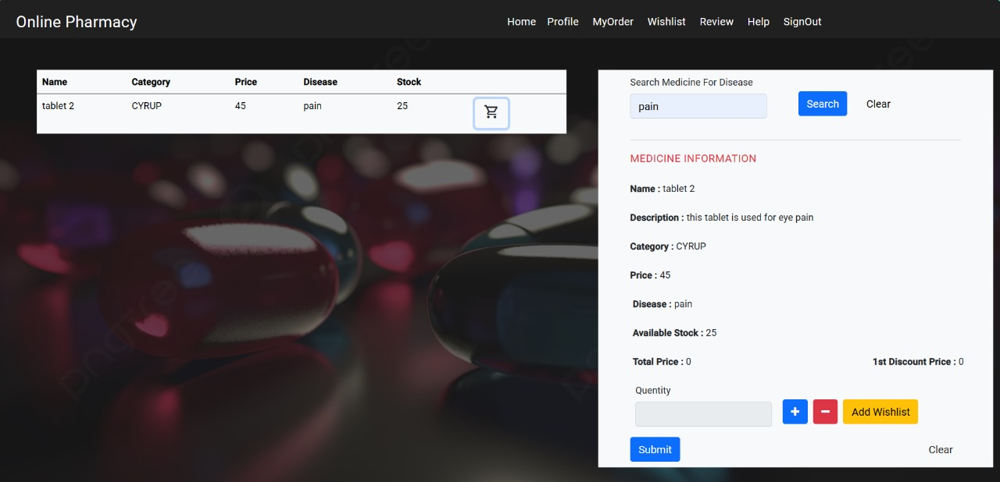 Online Pharmacy
Home Profile MyOrder Wishlist Review Help SignOut
Name Category Price Disease Stock
tablet 2 CYRUP 45 pain 25
Search Medicine For Disease
pain Search Clear
MEDICINE INFORMATION
Name : tablet 2
Description : this tablet is used for eye pain
Category : CYRUP
Price : 45
Disease : pain
Available Stock : 25
Total Price : 0 1st Discount Price : 0
Quentity
+ − Add Wishlist
Submit Clear
pngtree